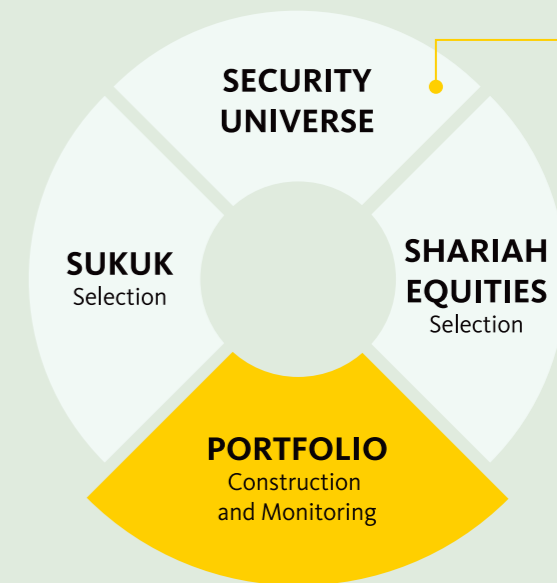 SECURITY
UNIVERSE
SUKUK
Selection
SHARIAH
EQUITIES
Selection
PORTFOLIO
Construction
and Monitoring